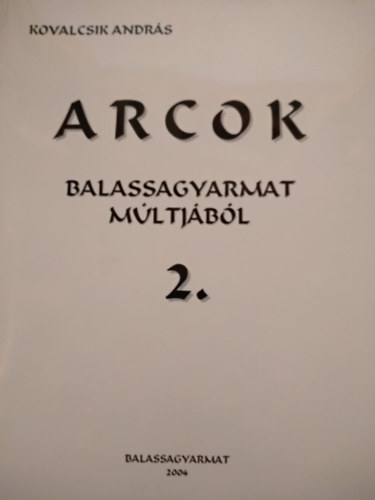 KOVALCSIK ANDRÁS
ARCOK
BALASSAGYARMAT
MÚLTJÁBÓL
2.
BALASSAGYARMAT
2004